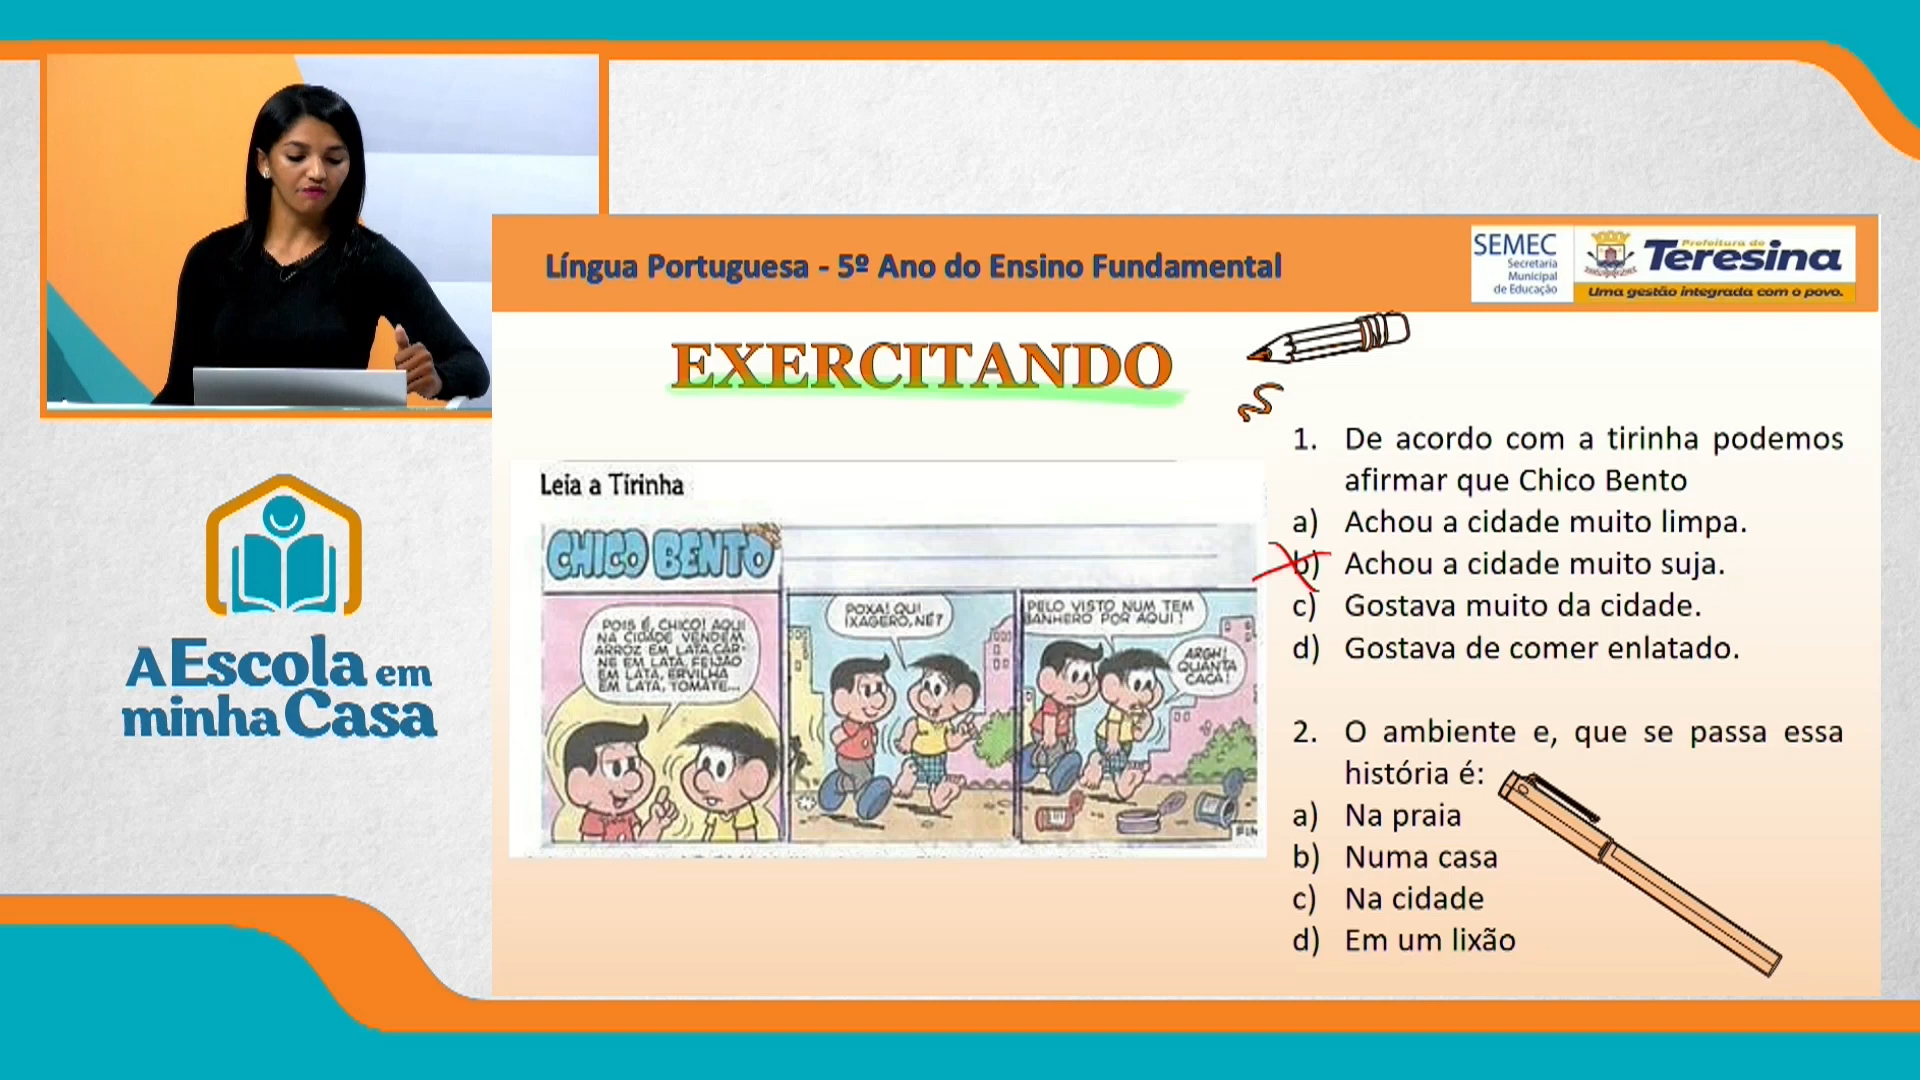 Língua Portuguesa - 5º Ano do Ensino Fundamental
SEMEC
Secretaria
Municipal
de Educação
Prefeitura de
Teresina
Uma gestão integrada com o povo.
EXERCITANDO
Leia a Tirinha
CHICO BENTO
POIS É, CHICO! AQUI
NA CIDADE VENDEM
ARROZ EM LATA, CAR-
NE EM LATA, FEIJÃO
EM LATA, ERVILHA
EM LATA, TOMATE...
POXA! QUI
IXAGERO, NÉ?
PELO VISTO NUM TEM
BANHERO POR AQUI!
ARGH!
QUANTA
CACA!
FIM
1. De acordo com a tirinha podemos
afirmar que Chico Bento
a) Achou a cidade muito limpa.
b) Achou a cidade muito suja.
c) Gostava muito da cidade.
d) Gostava de comer enlatado.
2. O ambiente e, que se passa essa
história é:
a) Na praia
b) Numa casa
c) Na cidade
d) Em um lixão
A Escola em
minha Casa